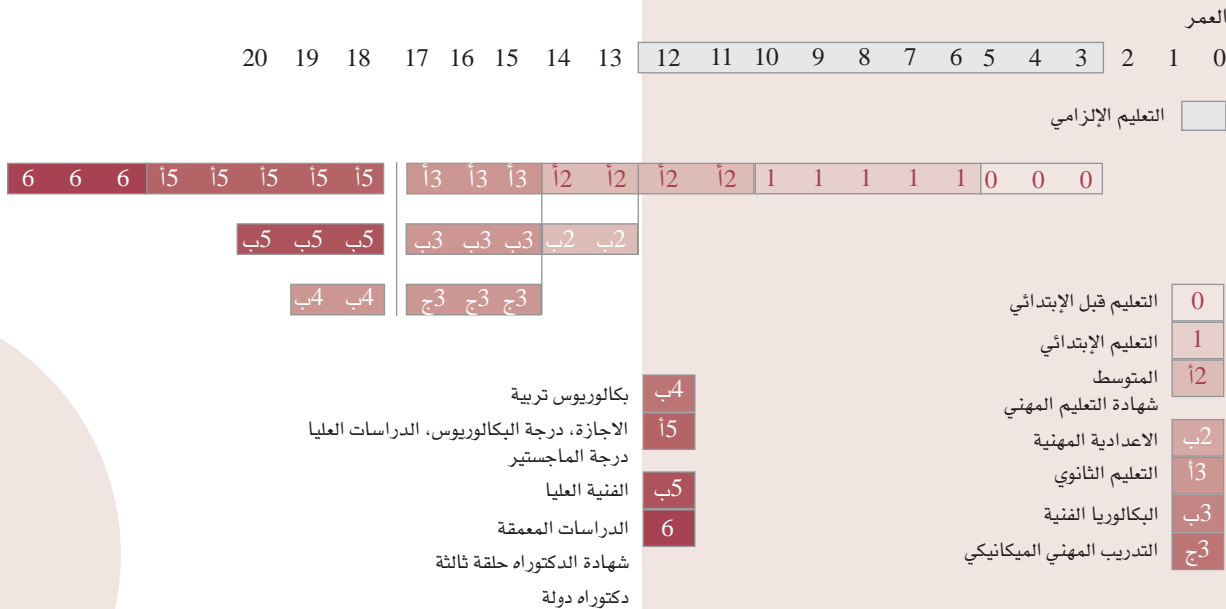 العمر
0 1 2 3 4 5 6 7 8 9 10 11 12 13 14 15 16 17 18 19 20
التعليم الإلزامي
0 0 0 1 1 1 1 1 2أ 2أ 2أ 2أ 3أ 3أ 3أ 5أ 5أ 5أ 5أ 5أ 6 6 6
2ب 2ب 3ب 3ب 3ب 5ب 5ب 5ب
3ج 3ج 3ج 4ب 4ب
0 التعليم قبل الإبتدائي
1 التعليم الإبتدائي
2أ المتوسط
شهادة التعليم المهني
2ب الاعدادية المهنية
3أ التعليم الثانوي
3ب البكالوريا الفنية
3ج التدريب المهني الميكانيكي
4ب بكالوريوس تربية
5أ الاجازة، درجة البكالوريوس، الدراسات العليا
درجة الماجستير
5ب الفنية العليا
6 الدراسات المعمقة
شهادة الدكتوراه حلقة ثالثة
دكتوراه دولة